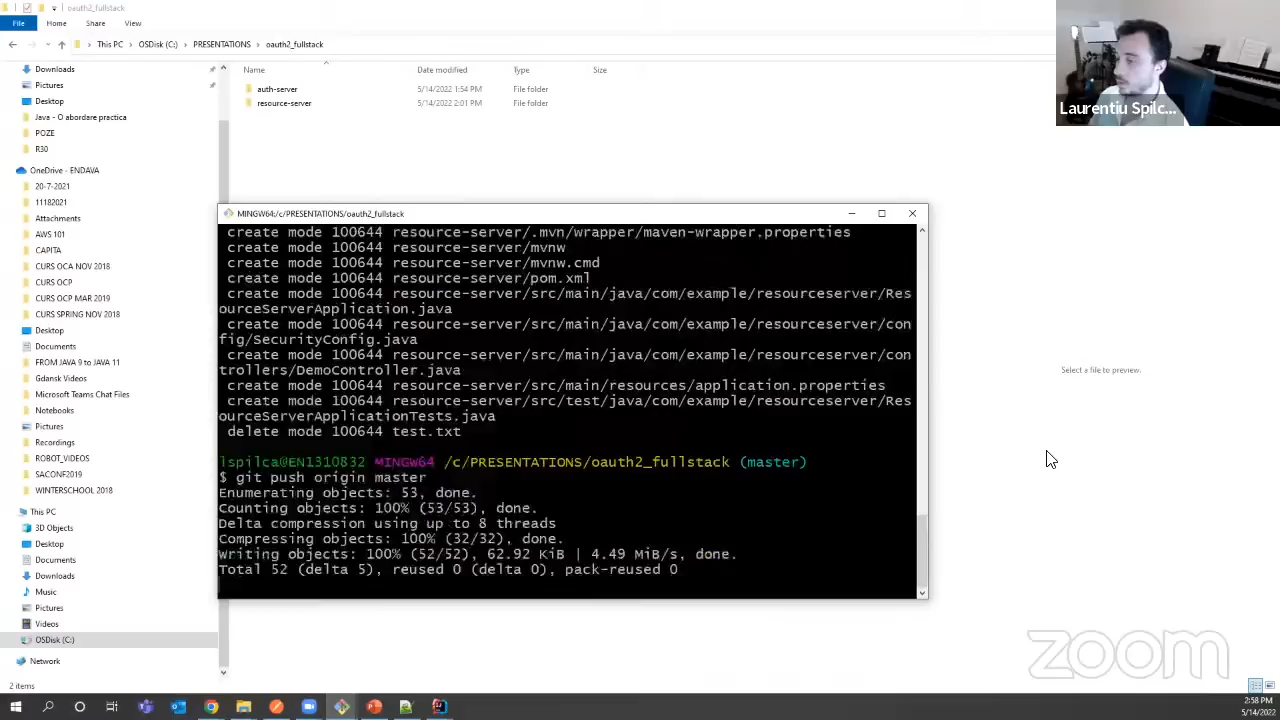 oauth2_fullstack
File
Home
Share
View
This PC
OSDisk (C:)
PRESENTATIONS
oauth2_fullstack
Laurentiu Spilc...
Downloads
Pictures
Desktop
Java - O abordare practica
POZE
R30
OneDrive - ENDAVA
20-7-2021
11182021
Attachments
AWS 101
CAPITA
CURS OCA NOV 2018
CURS OCP
CURS OCP MAR 2019
CURS SPRING NOV 2018
Desktop
Documents
FROM JAVA 9 to JAVA 11
Gdansk Videos
Microsoft Teams Chat Files
Notebooks
Pictures
Recordings
ROBOT_VIDEOS
SACONF2019
WINTERSCHOOL 2018
This PC
3D Objects
Desktop
Documents
Downloads
Music
Pictures
Videos
OSDisk (C:)
Network
2 items
Name Date modified Type Size
auth-server 5/14/2022 1:54 PM File folder
resource-server 5/14/2022 2:01 PM File folder
Select a file to preview.
MINGW64:/c/PRESENTATIONS/oauth2_fullstack
create mode 100644 resource-server/.mvn/wrapper/maven-wrapper.properties
create mode 100644 resource-server/mvnw
create mode 100644 resource-server/mvnw.cmd
create mode 100644 resource-server/pom.xml
create mode 100644 resource-server/src/main/java/com/example/resourceserver/Res
ourceServerApplication.java
create mode 100644 resource-server/src/main/java/com/example/resourceserver/con
fig/SecurityConfig.java
create mode 100644 resource-server/src/main/java/com/example/resourceserver/con
trollers/DemoController.java
create mode 100644 resource-server/src/main/resources/application.properties
create mode 100644 resource-server/src/test/java/com/example/resourceserver/Res
ourceServerApplicationTests.java
delete mode 100644 test.txt
lspilca@EN1310832 MINGW64 /c/PRESENTATIONS/oauth2_fullstack (master)
$ git push origin master
Enumerating objects: 53, done.
Counting objects: 100% (53/53), done.
Delta compression using up to 8 threads
Compressing objects: 100% (32/32), done.
Writing objects: 100% (52/52), 62.92 KiB | 4.49 MiB/s, done.
Total 52 (delta 5), reused 0 (delta 0), pack-reused 0
zoom
2:58 PM
5/14/2022